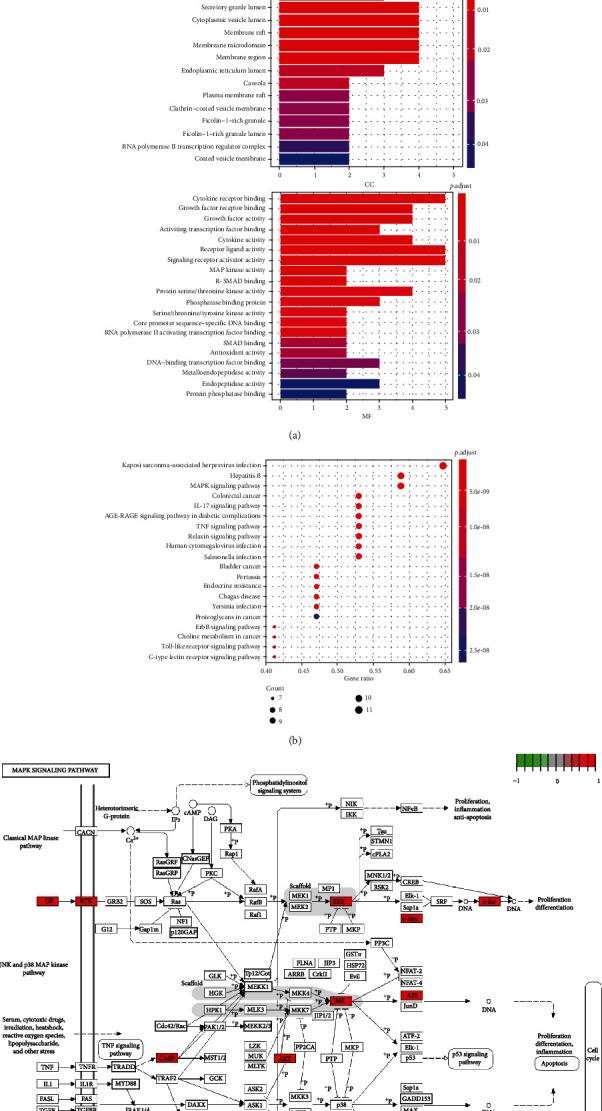 Secretory granle lumen
Cytoplasmic vesicle lumen
Membrane raft
Membreane microdomain
Membrane region
Endoplasmic reticulum lumen
Caveola
Plasma membrane raft
Clathrin−coated vesicle membrane
Ficolin−1−rich granule
Ficolin−1−rich granule lumen
RNA polymerase II transcription regulator complex
Coated vesicle membrane
0 1 2 3 4 5
CC
0.01
0.02
0.03
0.04
p.adjust
Cytokine receptor binding
Growth factor receptor binding
Growth factor activity
Activiting transcription factor binding
Cytokine activity
Receptor ligand activity
Signaling receptor activator activity
MAP kinase activity
R- SMAD binding
Protein serine/threonine kinase activity
Phosphatase binding protein
Serine/threonine/tyrosine kinase activity
Core promoter sequence−specific DNA binding
RNA polymerase II activating transcription factor binding
SMAD binding
Antioxidant activity
DNA−binding transcription factor binding
Metalloendopeptidase activity
Endopeptidase activity
Protein phosphatase binding
0 1 2 3 4 5
MF
0.01
0.02
0.03
0.04
(a)
p.adjust
Kaposi sarconma-associated herpesvirus infection
Hepatitis B
MAPK signaling pathway
Colorectal cancer
IL-17 signaling pathway
AGE-RAGE signaling pathway in diabetic complications
TNF signaling pathway
Relaxin signaling pathway
Human cytomegalovirus infection
Salmonella infection
Bladder cancer
Pertussis
Endocrine resistance
Chagas disease
Yersinia infection
Proteoglycans in cancer
ErbB signaling pathway
Choline metabolism in cancer
Toll-like receptor signaling pathway
C-type lectin receptor signaling pathway
0.40 0.45 0.50 0.55 0.60 0.65
Gene ratio
5.0e-09
1.0e-08
1.5e-08
2.0e-08
2.5e-08
Count
7 10
8 11
9
(b)
−1 0 1
MAPK SIGNALING PATHWAY
Phosphatidylinositol
signaling system
Heterotorimeric
G-protein
IP3
cAMP
DAG
Classical MAP kinase
pathway
CACN
Ca2+
PKA
Rap1
NIK
IKK
NFκB
Proliferation,
inflammation
anti-apoptosis
RasGRF
RasGRP
CNasGEF
PKC
Tau
STMN1
cPLA2
MNK1/2
RSK2
CREB
GF
RTK
GRB2
SOS
Ras
RafA
RafB
Raf1
Scaffold
MEK1
MEK2
MP1
ERK
Elk-1
Sap1a
c-Myc
SRF
DNA
c-fos
DNA
Proliferation
differentiation
G12
Gap1m
NF1
p120GAP
PTP
MKP
PP3C
JNK and p38 MAP kinase
pathway
Scaffold
GLK
HGK
HPK1
Tp12/Cot
MEKK1
MLK3
FLNA
ARRB
JIP3
CrkII
GSTπ
HSP72
Evil
MKK4
MKK7
JNK
JIP1/2
NFAT-2
NFAT-4
AP1
JunD
DNA
Serum, cytotoxic drugs,
irradiation, heatshock,
reactive oxygen species,
lipopolysaccharide,
and other stress
Cdc42/Rac
PAK1/2
MEKK2/3
TNF signaling
pathway
CASP
MST1/2
LZK
MUK
MLTK
PP2CA
AKT
PTP
MKP
ATF-2
Elk-1
p53
p53 signaling
pathway
Proliferation,
differentiation,
inflammation
Apoptosis
Cell
cycle
TNF
TNFR
TRADD
TRAF2
GCK
IL1
IL1R
MYD88
ASK2
FASL
FAS
DAXX
ASK1
MKK3
p38
Sap1a
GADD153
MAX